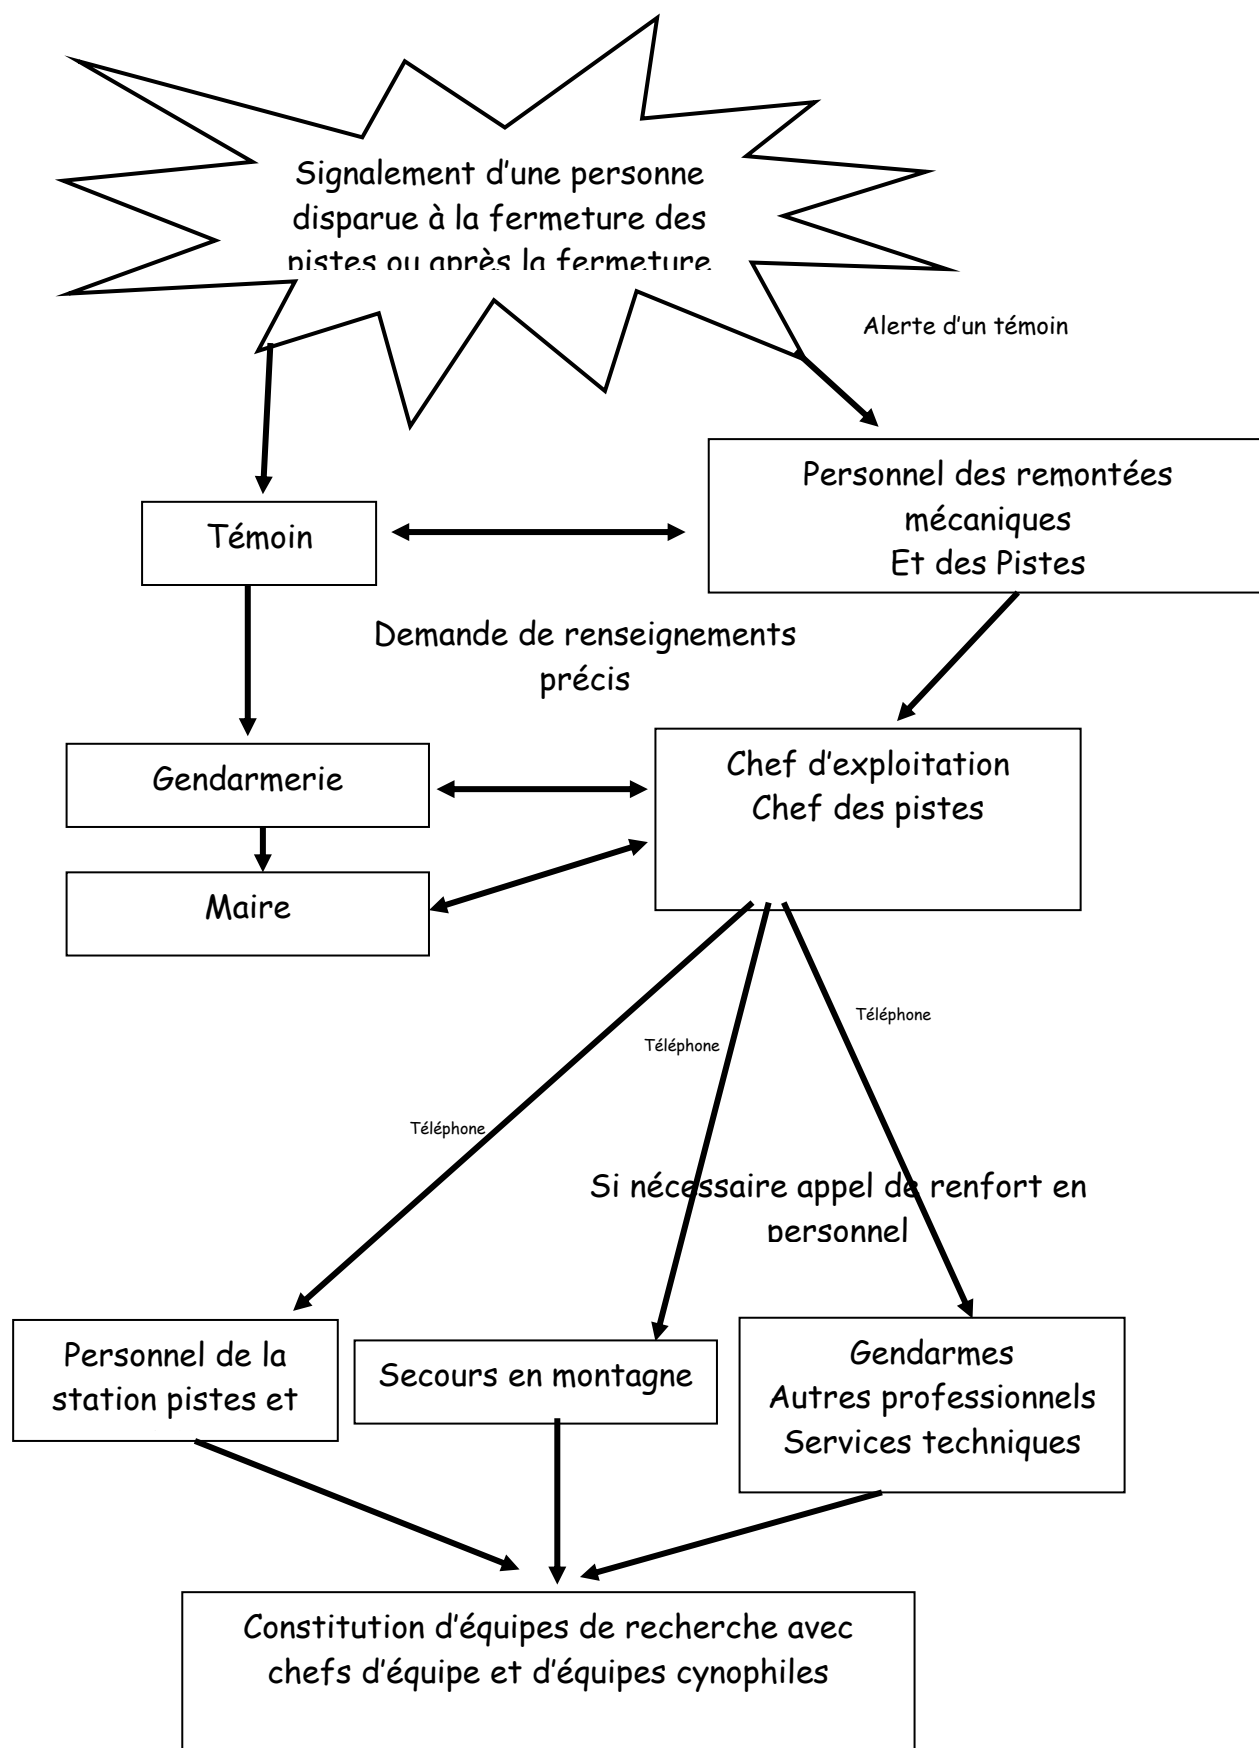 Signalement d'une personne
disparue à la fermeture des
pistes ou après la fermeture
Alerte d'un témoin
Personnel des remontées
mécaniques
Et des Pistes
Témoin
Demande de renseignements
précis
Gendarmerie
Chef d'exploitation
Chef des pistes
Maire
Téléphone
Téléphone
Téléphone
Si nécessaire appel de renfort en
personnel
Personnel de la
station pistes et
Secours en montagne
Gendarmes
Autres professionnels
Services techniques
Constitution d'équipes de recherche avec
chefs d'équipe et d'équipes cynophiles